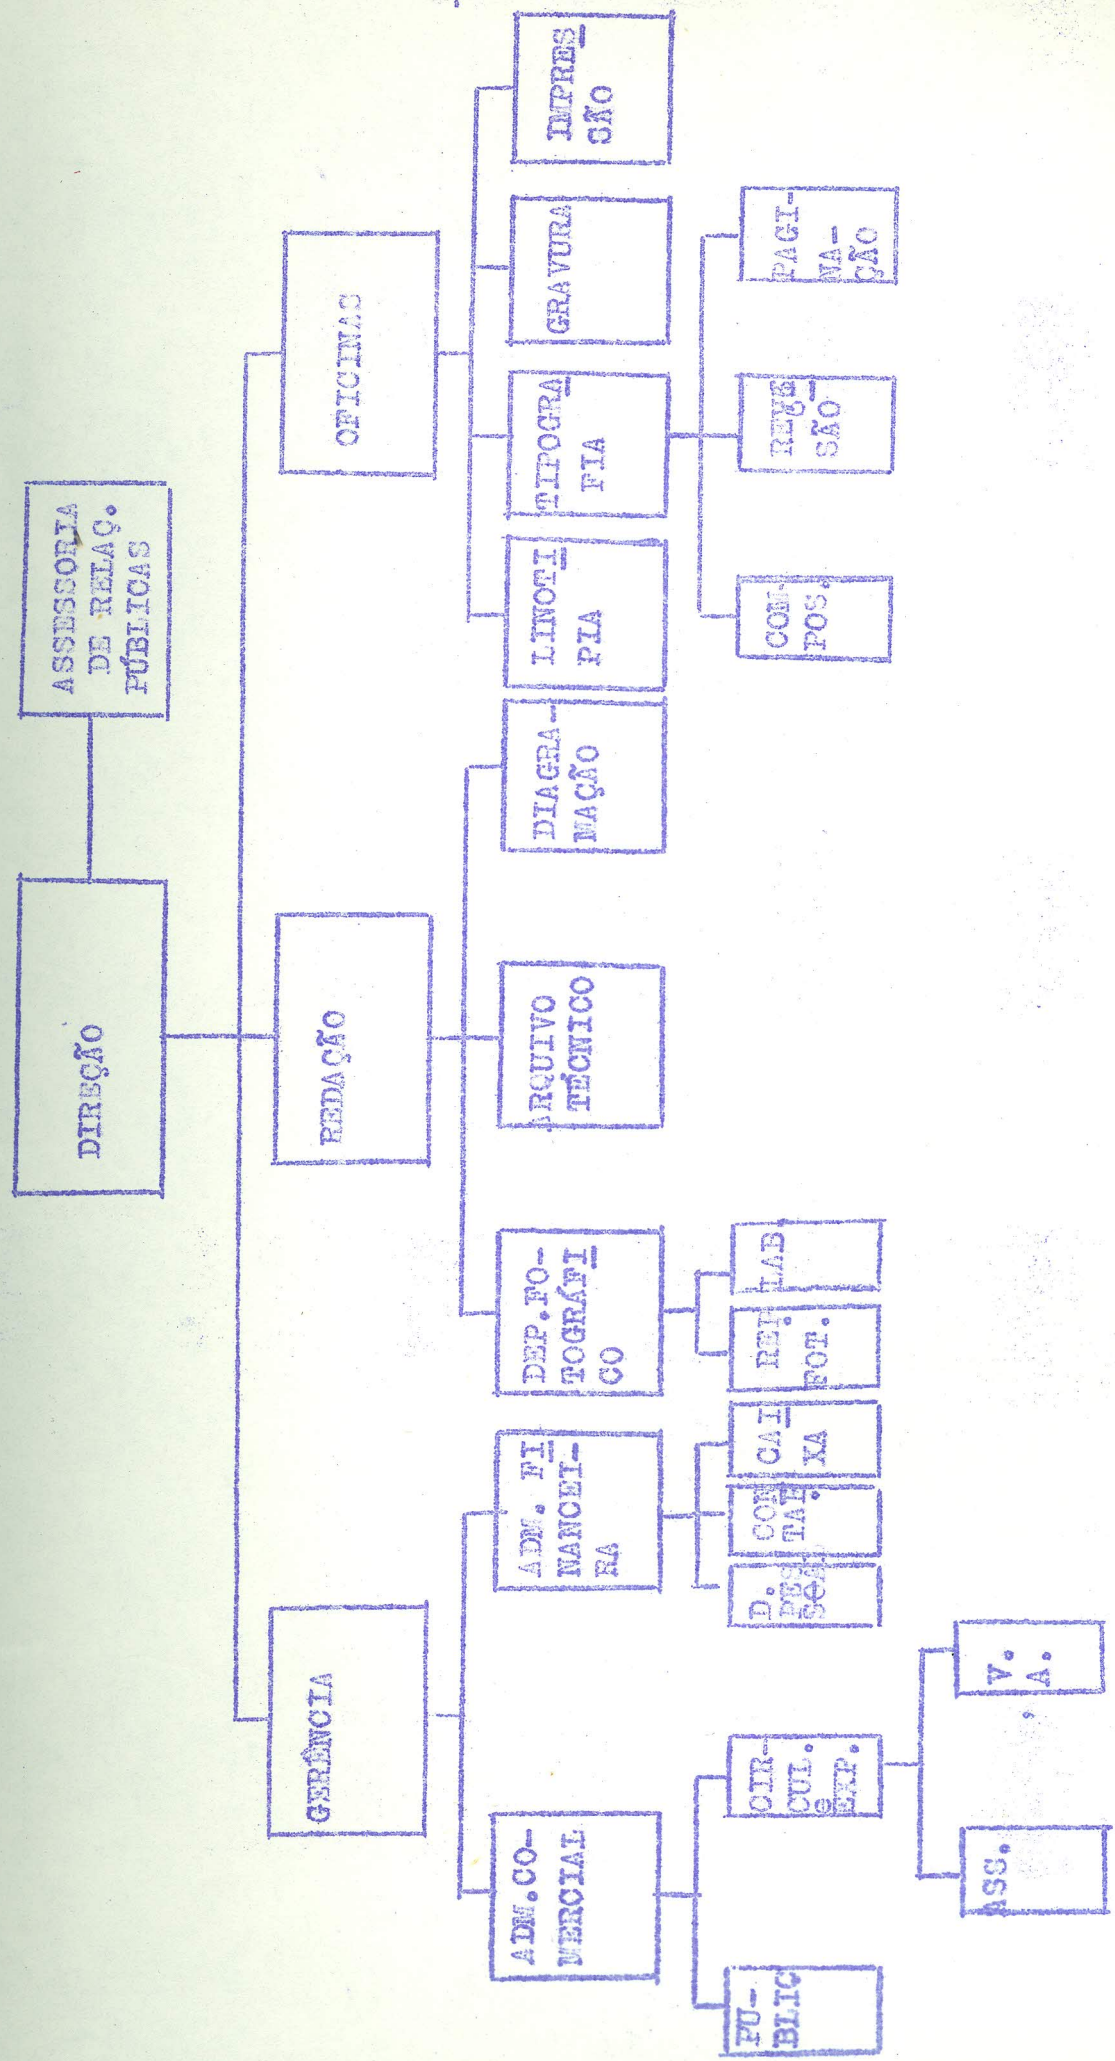 DIREÇÃO
ASSESSORIA
DE RELAÇ.
PÚBLICAS
GERÊNCIA
REDAÇÃO
OFICINAS
ADM.CO-
MERCIAL
ADM. FI
NANCEI-
RA
DEP.FO-
TOGRÁFI
CO
ARQUIVO
TÉCNICO
DIAGRA-
MAÇÃO
LINOTI
PIA
TIPOGRA
FIA
GRAVURA
IMPRES
SÃO
PU-
BLIC
CIR-
CUL.
e
EXP.
D.
PES
SOA
CON
TAB.
CAI
XA
REP.
FOT.
LAB
COM-
POS.
REVI
SÃO
PAGI-
NA-
ÇÃO
ASS.
V.
A.